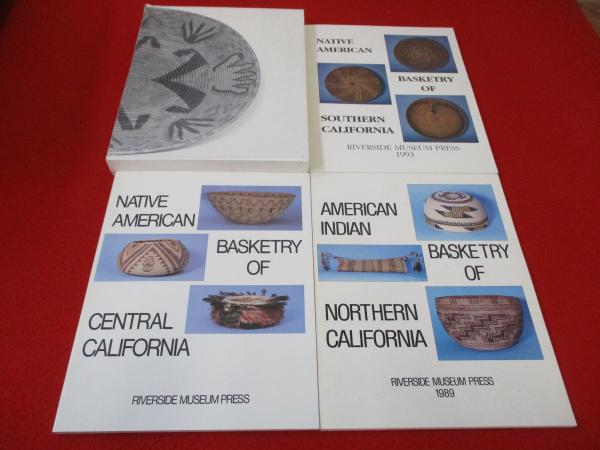 NATIVE
AMERICAN
BASKETRY
OF
SOUTHERN
CALIFORNIA
RIVERSIDE MUSEUM PRESS
1993
NATIVE
AMERICAN
BASKETRY
OF
CENTRAL
CALIFORNIA
RIVERSIDE MUSEUM PRESS
AMERICAN
INDIAN
BASKETRY
OF
NORTHERN
CALIFORNIA
RIVERSIDE MUSEUM PRESS
1989